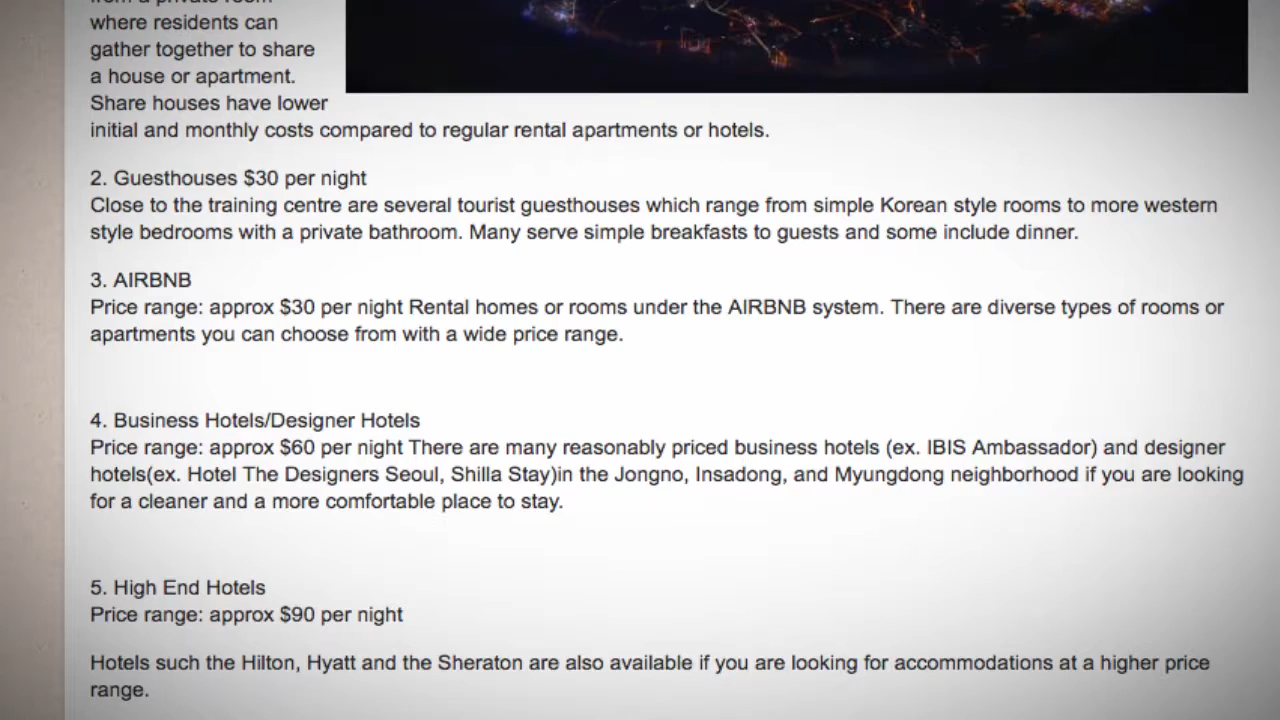 from a private room
where residents can
gather together to share
a house or apartment.
Share houses have lower
initial and monthly costs compared to regular rental apartments or hotels.
2. Guesthouses $30 per night
Close to the training centre are several tourist guesthouses which range from simple Korean style rooms to more western
style bedrooms with a private bathroom. Many serve simple breakfasts to guests and some include dinner.
3. AIRBNB
Price range: approx $30 per night Rental homes or rooms under the AIRBNB system. There are diverse types of rooms or
apartments you can choose from with a wide price range.
4. Business Hotels/Designer Hotels
Price range: approx $60 per night There are many reasonably priced business hotels (ex. IBIS Ambassador) and designer
hotels(ex. Hotel The Designers Seoul, Shilla Stay)in the Jongno, Insadong, and Myungdong neighborhood if you are looking
for a cleaner and a more comfortable place to stay.
5. High End Hotels
Price range: approx $90 per night
Hotels such the Hilton, Hyatt and the Sheraton are also available if you are looking for accommodations at a higher price
range.